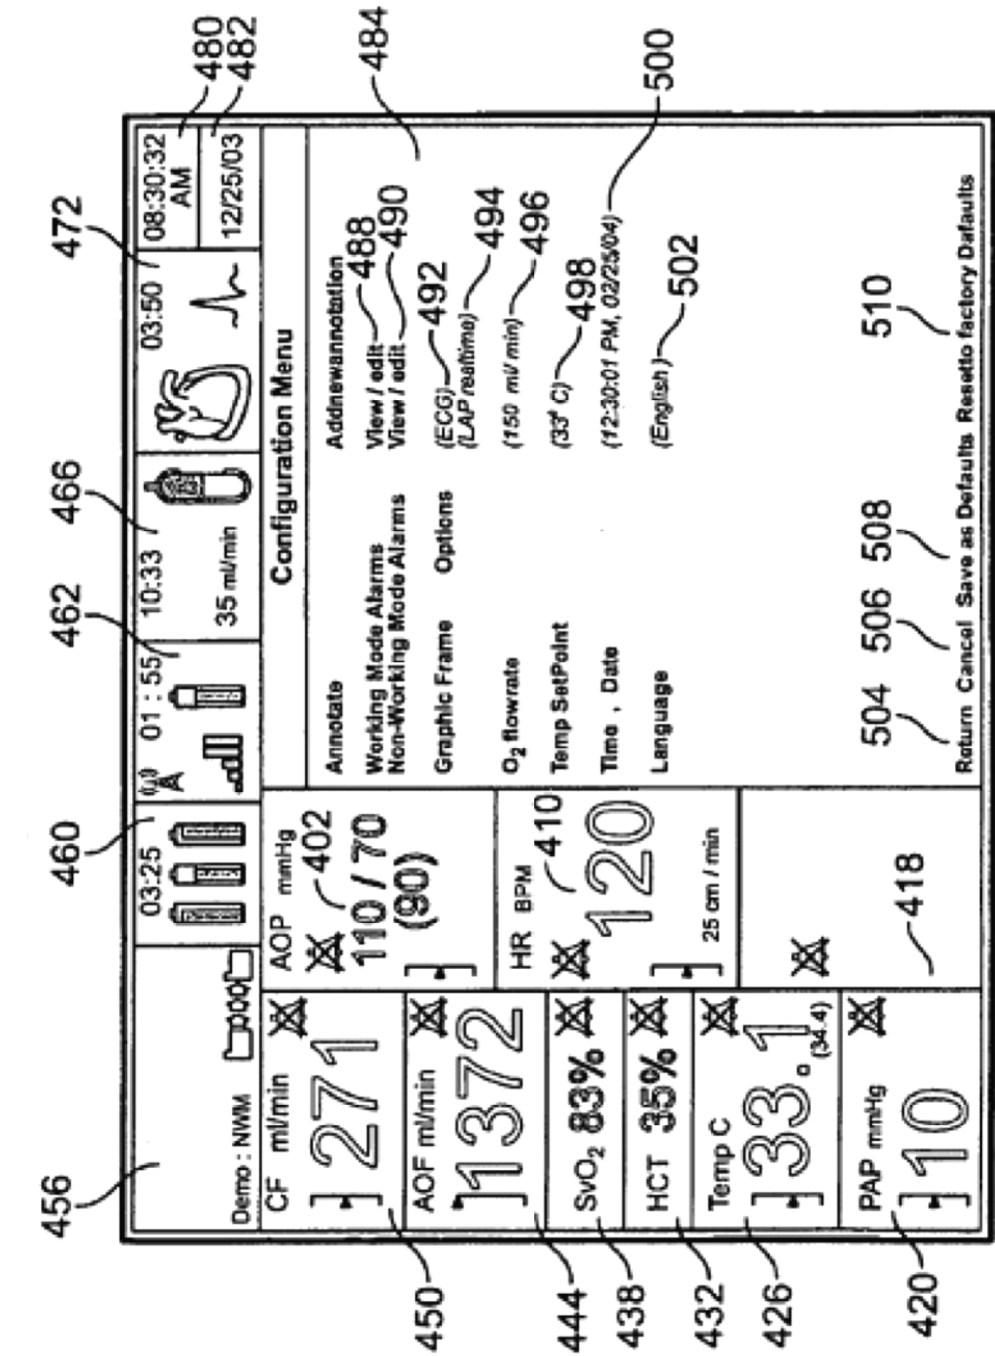 480
482
484
472
466
462
460
456
08:30:32
AM
12/25/03
03:50
10:33
35 ml/min
01 : 55
03:25
Demo : NWM
Configuration Menu
Annotate Addnewannotation
Working Mode Alarms View / edit 488
Non-Working Mode Alarms View / edit 490
Graphic Frame Options (ECG) 492
(LAP realtime) 494
O2 flowrate (150 ml/ min) 496
Temp SetPoint (33° C) 498
Time , Date (12:30:01 PM, 02/25/04) 500
Language (English ) 502
504 506 508 510
Return Cancel Save as Defaults Resetto factory Dafaults
AOP mmHg
402
110 / 70
(90)
HR BPM
410
120
25 cm / min
418
CF ml/min
271
AOF ml/min
1372
SvO2 83%
HCT 35%
Temp C
33.1
(34.4)
PAP mmHg
10
450
444
438
432
426
420